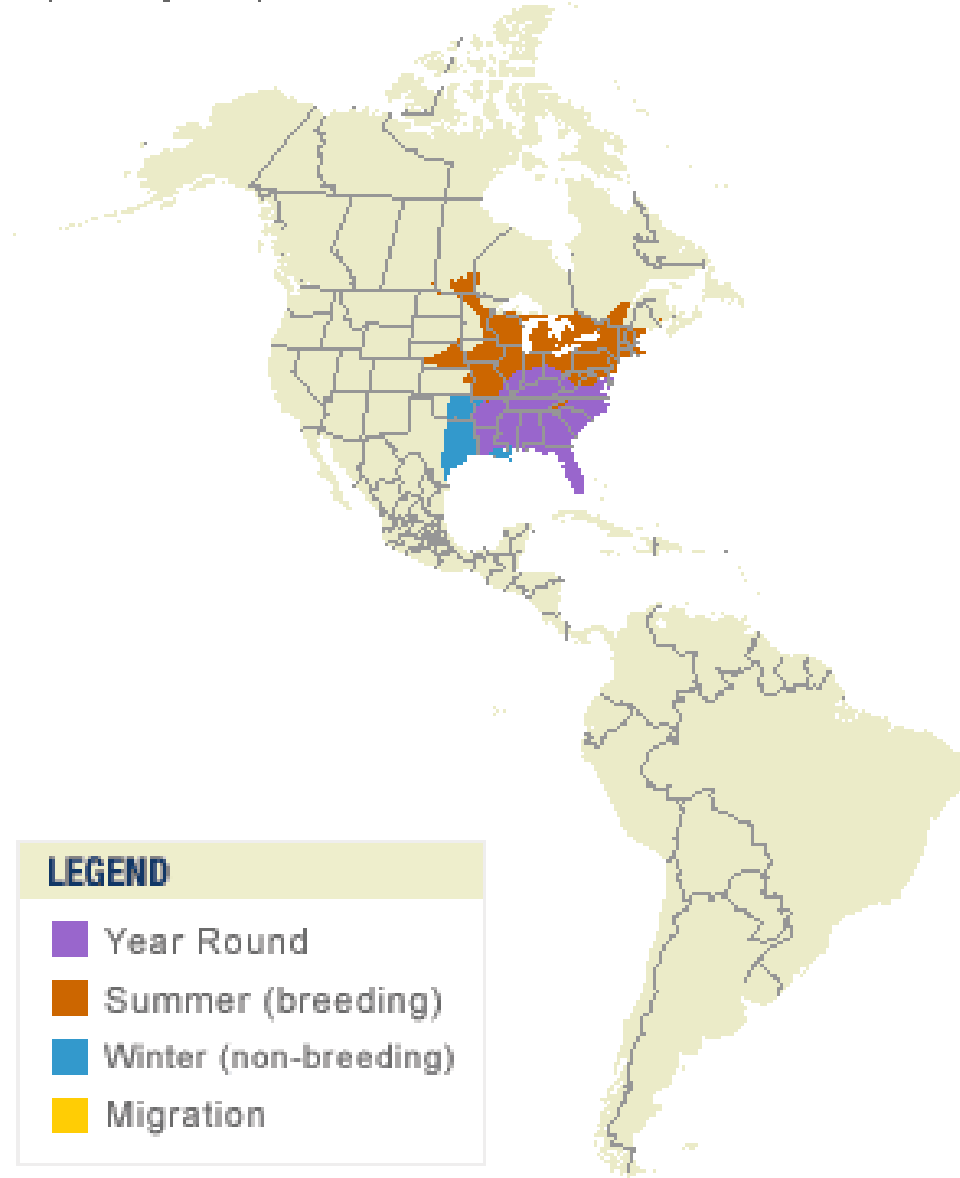 LEGEND
Year Round
Summer (breeding)
Winter (non-breeding)
Migration